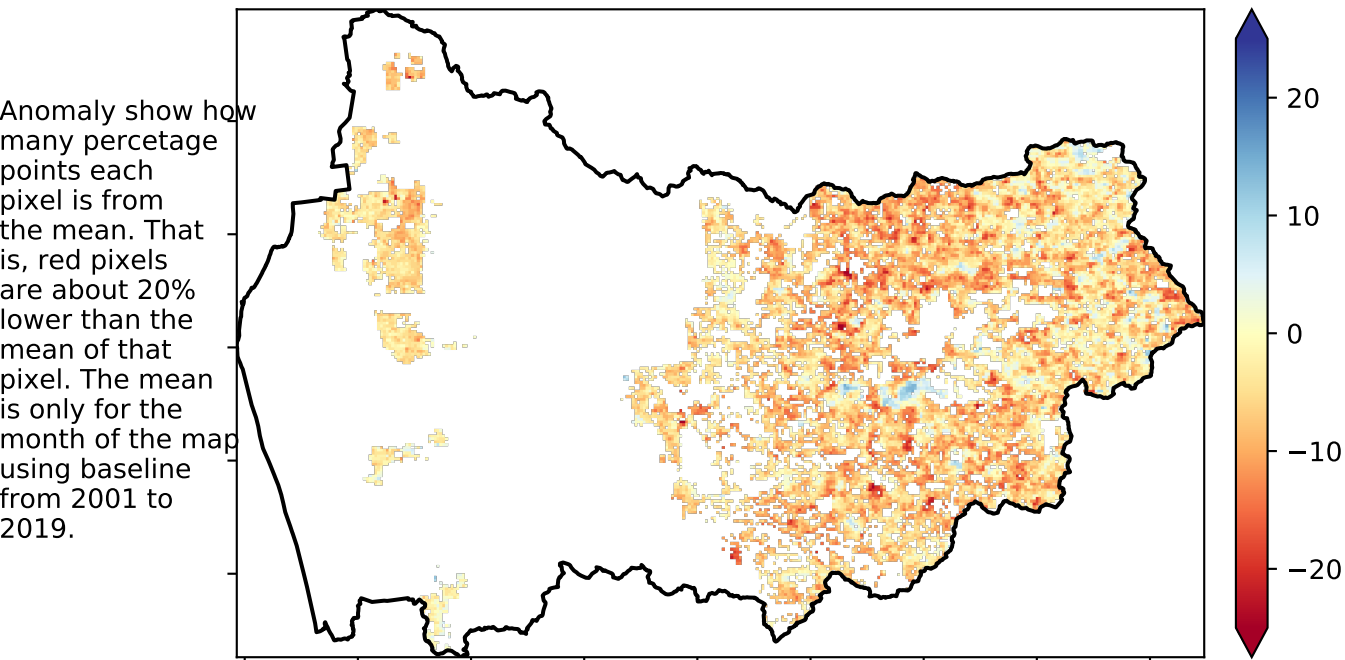 Anomaly show how
many percetage
points each
pixel is from
the mean. That
is, red pixels
are about 20%
lower than the
mean of that
pixel. The mean
is only for the
month of the map
using baseline
from 2001 to
2019.
20
10
0
−10
−20